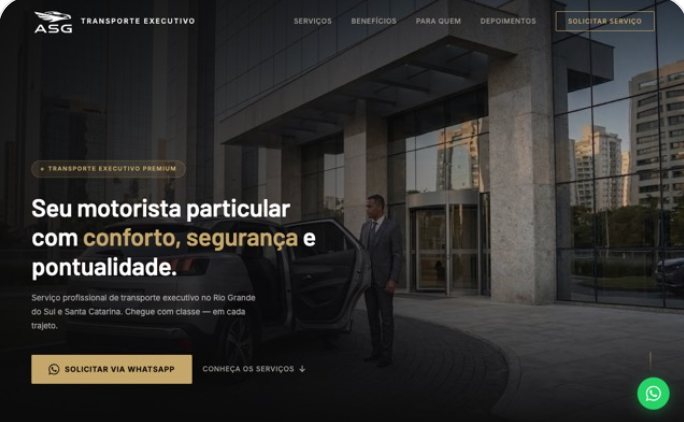 ASG
TRANSPORTE EXECUTIVO
SERVIÇOS
BENEFÍCIOS
PARA QUEM
DEPOIMENTOS
SOLICITAR SERVIÇO
TRANSPORTE EXECUTIVO PREMIUM
Seu motorista particular
com conforto, segurança e
pontualidade.
Serviço profissional de transporte executivo no Rio Grande
do Sul e Santa Catarina. Chegue com classe — em cada
trajeto.
SOLICITAR VIA WHATSAPP
CONHEÇA OS SERVIÇOS ↓